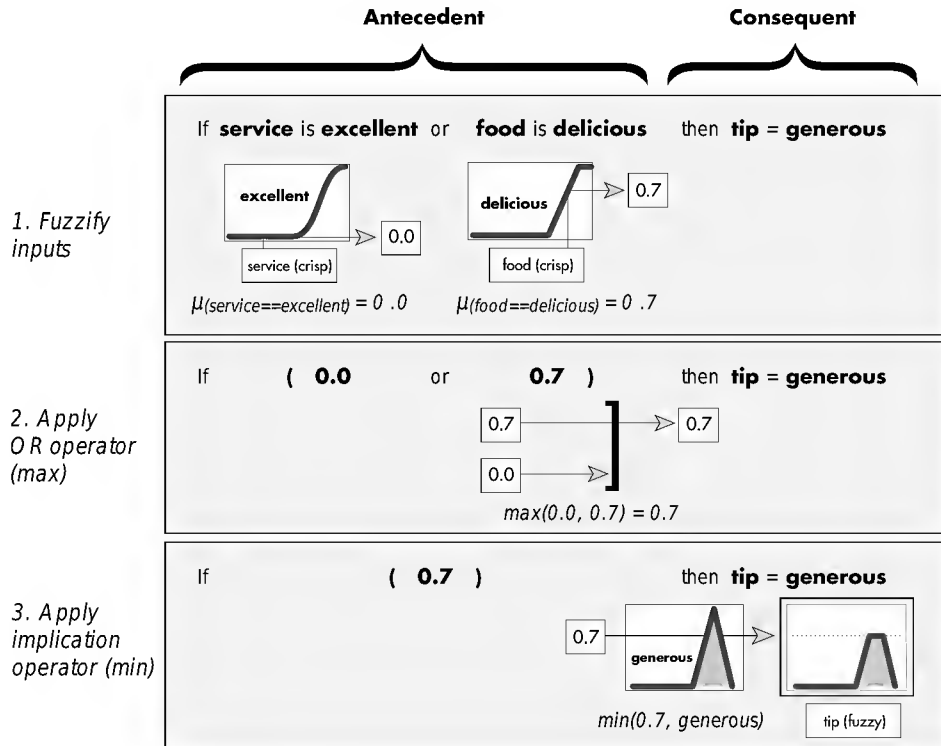 Antecedent Consequent
If service is excellent or food is delicious then tip = generous
1. Fuzzify
inputs
excellent
0.0
service (crisp)
μ(service==excellent) = 0 .0
delicious
0.7
food (crisp)
μ(food==delicious) = 0 .7
2. Apply
OR operator
(max)
If ( 0.0 or 0.7 ) then tip = generous
0.7 0.7
0.0
max(0.0, 0.7) = 0.7
3. Apply
implication
operator (min)
If ( 0.7 ) then tip = generous
0.7
generous
min(0.7, generous)
tip (fuzzy)